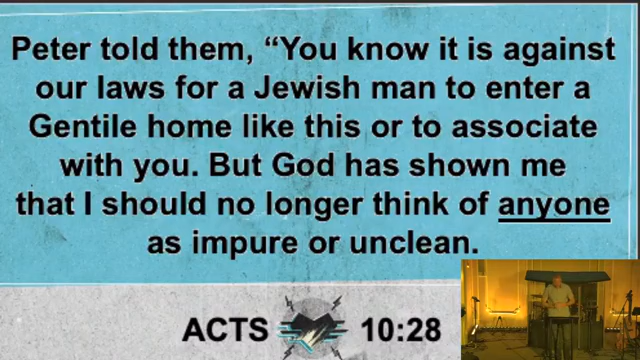 Peter told them, “You know it is against
our laws for a Jewish man to enter a
Gentile home like this or to associate
with you. But God has shown me
that I should no longer think of anyone
as impure or unclean.
ACTS 10:28